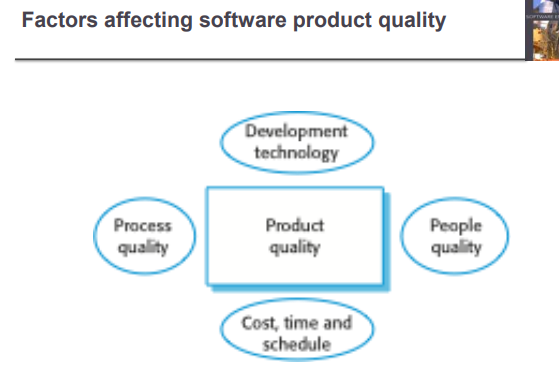 Factors affecting software product quality
Development
technology
Process
quality
Product
quality
People
quality
Cost, time and
schedule